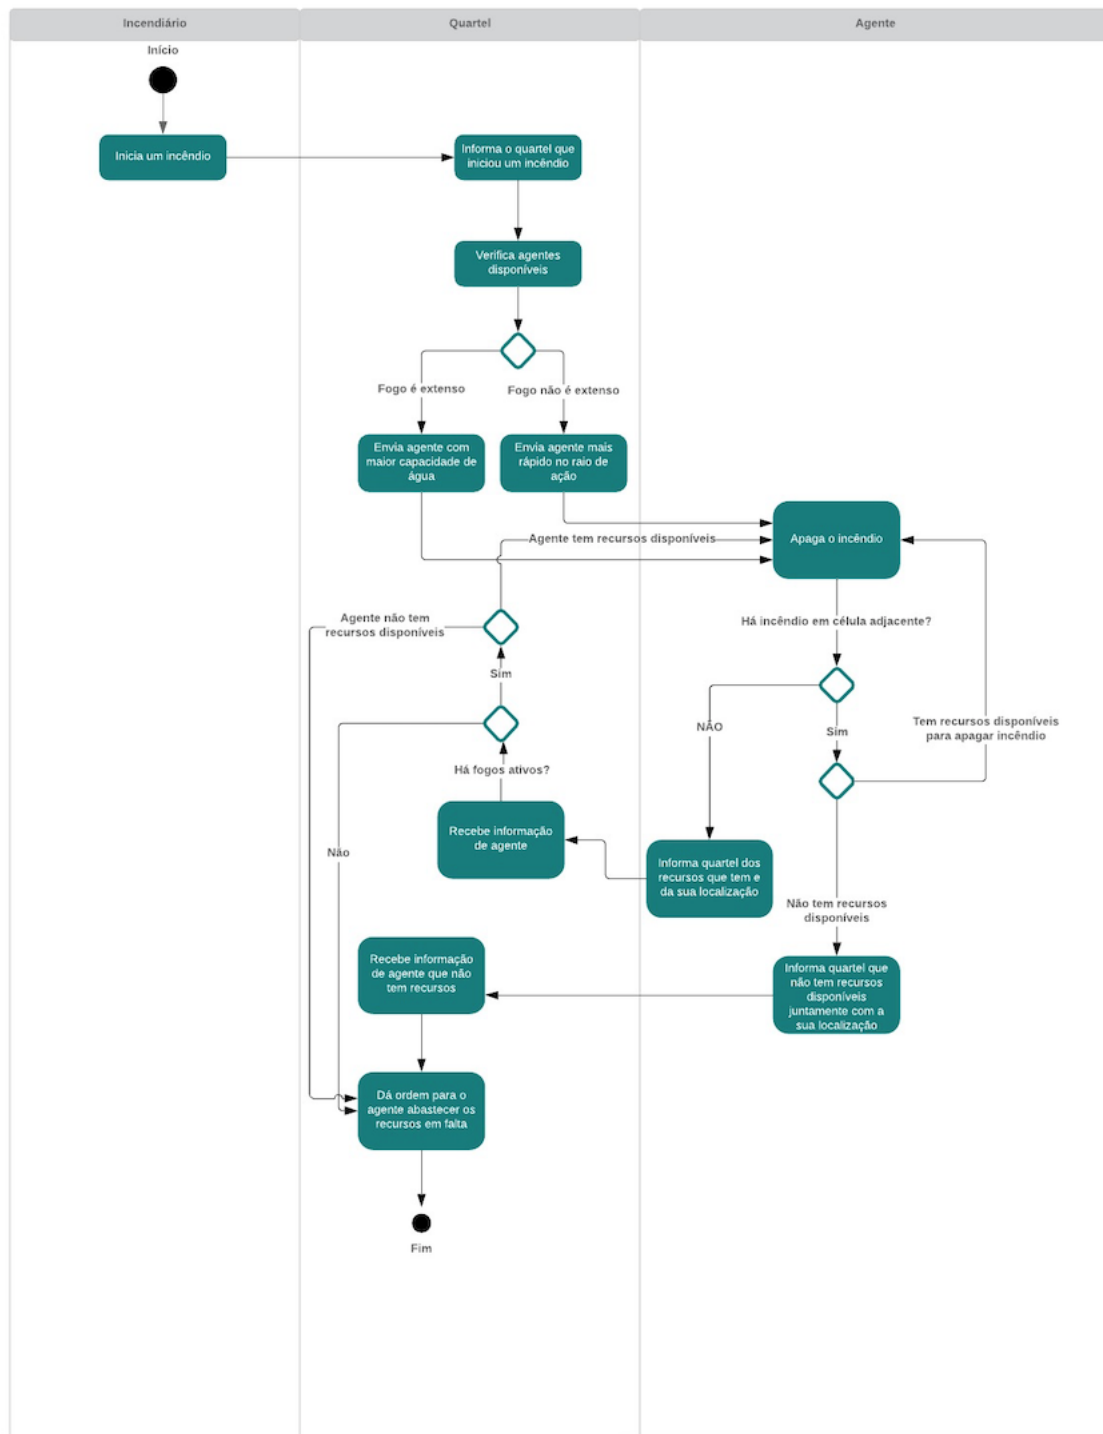 Incendiário
Quartel
Agente
Início
Inicia um incêndio
Informa o quartel que
iniciou um incêndio
Verifica agentes
disponíveis
Fogo é extenso
Fogo não é extenso
Envia agente com
maior capacidade de
água
Envia agente mais
rápido no raio de
ação
Agente tem recursos disponíveis
Apaga o incêndio
Agente não tem
recursos disponíveis
Há incêndio em célula adjacente?
Sim
NÃO
Sim
Tem recursos disponíveis
para apagar incêndio
Há fogos ativos?
Não
Recebe informação
de agente
Informa quartel dos
recursos que tem e
da sua localização
Não tem recursos
disponíveis
Recebe informação
de agente que não
tem recursos
Informa quartel que
não tem recursos
disponíveis
juntamente com a
sua localização
Dá ordem para o
agente abastecer os
recursos em falta
Fim